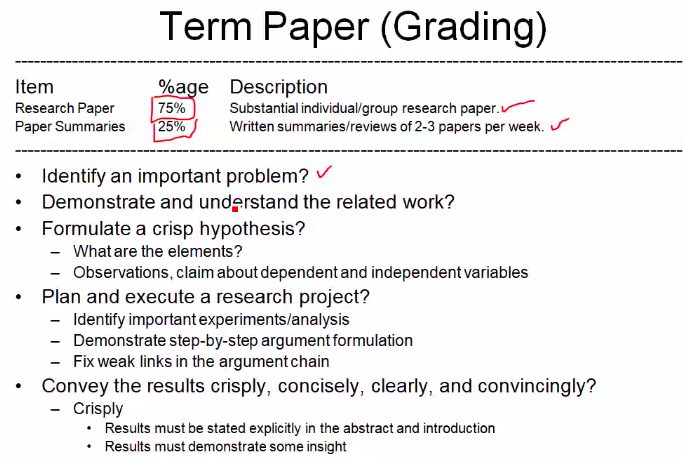 Term Paper (Grading)
Item %age Description
Research Paper 75% Substantial individual/group research paper.
Paper Summaries 25% Written summaries/reviews of 2-3 papers per week.
• Identify an important problem?
• Demonstrate and understand the related work?
• Formulate a crisp hypothesis?
– What are the elements?
– Observations, claim about dependent and independent variables
• Plan and execute a research project?
– Identify important experiments/analysis
– Demonstrate step-by-step argument formulation
– Fix weak links in the argument chain
• Convey the results crisply, concisely, clearly, and convincingly?
– Crisply
• Results must be stated explicitly in the abstract and introduction
• Results must demonstrate some insight